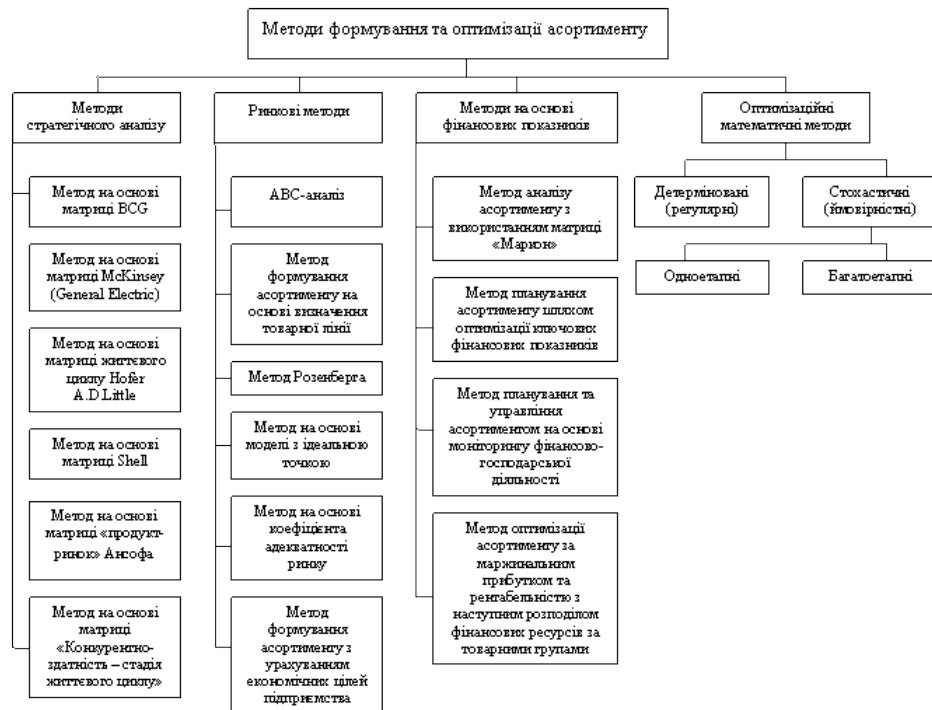 Методи формування та оптимізації асортименту
Методи
стратегічного аналізу
Ринкові методи
Методи на основі
фінансових показників
Оптимізаційні
математичні методи
Метод на основі
матриці BCG
Метод на основі
матриці McKinsey
(General Electric)
Метод на основі
матриці життєвого
циклу Hofer
A.D.Little
Метод на основі
матриці Shell
Метод на основі
матриці «продукт-
ринок» Ансофа
Метод на основі
матриці
«Конкурентно-
здатність – стадія
життєвого циклу»
ABC-аналіз
Метод
формування
асортименту на
основі визначення
товарної лінії
Метод Розенберга
Метод на основі
моделі з ідеальною
точкою
Метод на основі
коефіцієнта
адекватності
ринку
Метод
формування
асортименту з
урахуванням
економічних цілей
підприємства
Метод аналізу
асортименту з
використанням матриці
«Маркон»
Метод планування
асортименту шляхом
оптимізації ключових
фінансових показників
Метод планування та
управління
асортиментом на основі
моніторингу фінансово-
господарської
діяльності
Метод оптимізації
асортименту за
маржинальним
прибутком та
рентабельністю з
наступним розподілом
фінансових ресурсів за
товарними групами
Детерміновані
(регулярні)
Стохастичні
(ймовірністні)
Одноетапні
Багатоетапні